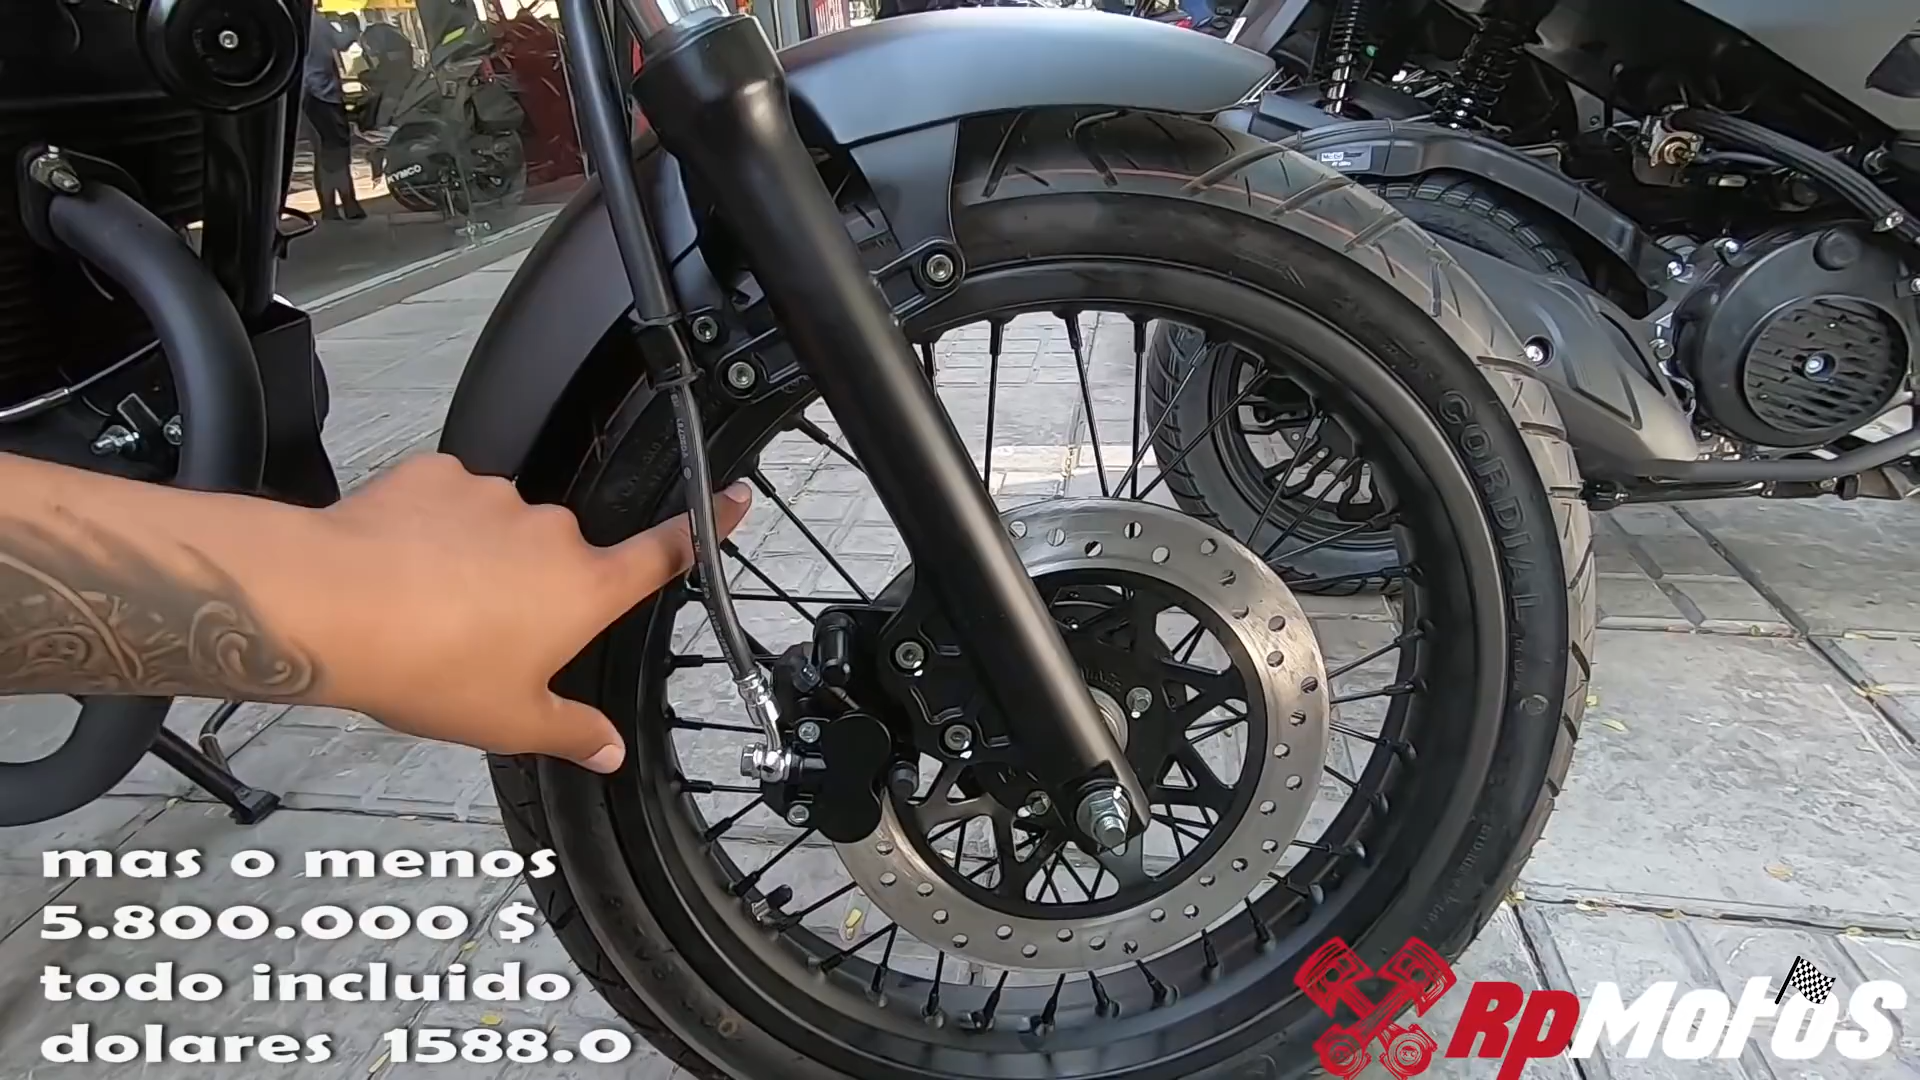 KYMCO
CORDIAL
mas o menos
5.800.000 $
todo incluido
dolares 1588.0
RpMotos